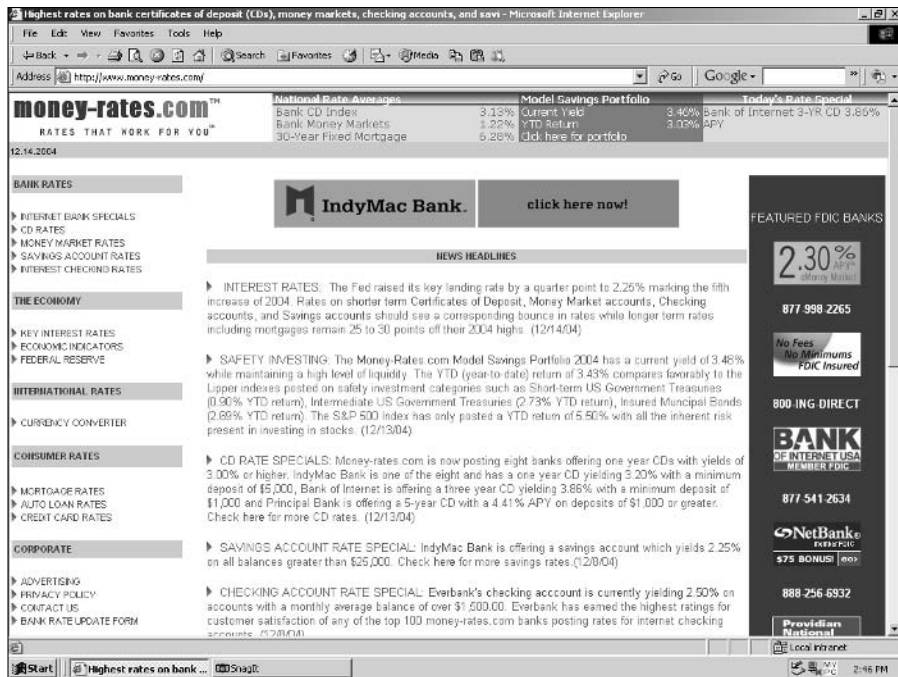 Highest rates on bank certificates of deposit (CDs), money markets, checking accounts, and savi - Microsoft Internet Explorer
File Edit View Favorites Tools Help
Back Search Favorites Media
Address http://www.money-rates.com/ Go Google
money-rates.com™
RATES THAT WORK FOR YOU
National Rate Averages
Bank CD Index 3.13%
Bank Money Markets 1.22%
30-Year Fixed Mortgage 5.28%
Model Savings Portfolio
Current Yield 3.46%
YTD Return 3.03%
Click here for portfolio
Today's Rate Special
Bank of Internet 3-YR CD 3.86%
APY
12.14.2004
BANK RATES
INTERNET BANK SPECIALS
CD RATES
MONEY MARKET RATES
SAVINGS ACCOUNT RATES
INTEREST CHECKING RATES
THE ECONOMY
KEY INTEREST RATES
ECONOMIC INDICATORS
FEDERAL RESERVE
INTERNATIONAL RATES
CURRENCY CONVERTER
CONSUMER RATES
MORTGAGE RATES
AUTO LOAN RATES
CREDIT CARD RATES
CORPORATE
ADVERTISING
PRIVACY POLICY
CONTACT US
BANK RATE UPDATE FORM
IndyMac Bank. click here now!
NEWS HEADLINES
INTEREST RATES: The Fed raised its key lending rate by a quarter point to 2.25% marking the fifth
increase of 2004. Rates on shorter term Certificates of Deposit, Money Market accounts, Checking
accounts, and Savings accounts should see a corresponding bounce in rates while longer term rates
including mortgages remain 25 to 30 points off their 2004 highs. (12/14/04)
SAFETY INVESTING: The Money-Rates.com Model Savings Portfolio 2004 has a current yield of 3.48%
while maintaining a high level of liquidity. The YTD (year-to-date) return of 3.43% compares favorably to the
Lipper indexes posted on safety investment categories such as Short-term US Government Treasuries
(0.90% YTD return), Intermediate US Government Treasuries (2.73% YTD return), Insured Muncipal Bonds
(2.69% YTD return). The S&P 500 Index has only posted a YTD return of 5.50% with all the inherent risk
present in investing in stocks. (12/13/04)
CD RATE SPECIALS: Money-rates.com is now posting eight banks offering one year CDs with yields of
3.00% or higher. IndyMac Bank is one of the eight and has a one year CD yielding 3.20% with a minimum
deposit of $5,000, Bank of Internet is offering a three year CD yielding 3.86% with a minimum deposit of
$1,000 and Principal Bank is offering a 5-year CD with a 4.41% APY on deposits of $1,000 or greater.
Check here for more CD rates. (12/13/04)
SAVINGS ACCOUNT RATE SPECIAL: IndyMac Bank is offering a savings account which yields 2.25%
on all balances greater than $25,000. Check here for more savings rates.(12/8/04)
CHECKING ACCOUNT RATE SPECIAL: Everbank's checking acccount is currently yielding 2.50% on
accounts with a monthly average balance of over $1,500.00. Everbank has earned the highest ratings for
customer satisfaction of any of the top 100 money-rates.com banks posting rates for internet checking
accounts. (12/8/04)
FEATURED FDIC BANKS
2.30% APY*
eMoney Market
877-998-2265
No Fees
No Minimums
FDIC Insured
800-ING-DIRECT
BANK
OF INTERNET USA
MEMBER FDIC
877-541-2634
NetBank
$75 BONUS! GO>
888-256-6932
Providian
National
Local intranet
Start Highest rates on bank ... SnagIt 2:46 PM